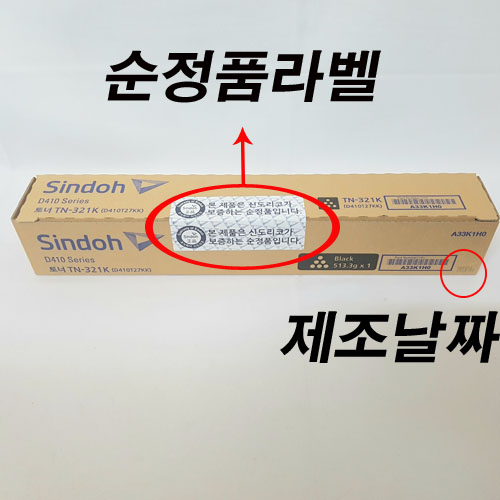 순정품라벨
Sindoh
D410 Series
토너 TN-321K (D410T27KK)
본 제품은 신도리코가
보증하는 순정품입니다.
TN-321K
(D410T27KK)
A33K1H0
Sindoh
D410 Series
토너 TN-321K (D410T27KK)
본 제품은 신도리코가
보증하는 순정품입니다.
Black
513.3g x 1
A33K1H0
A33K1H0
제조날짜